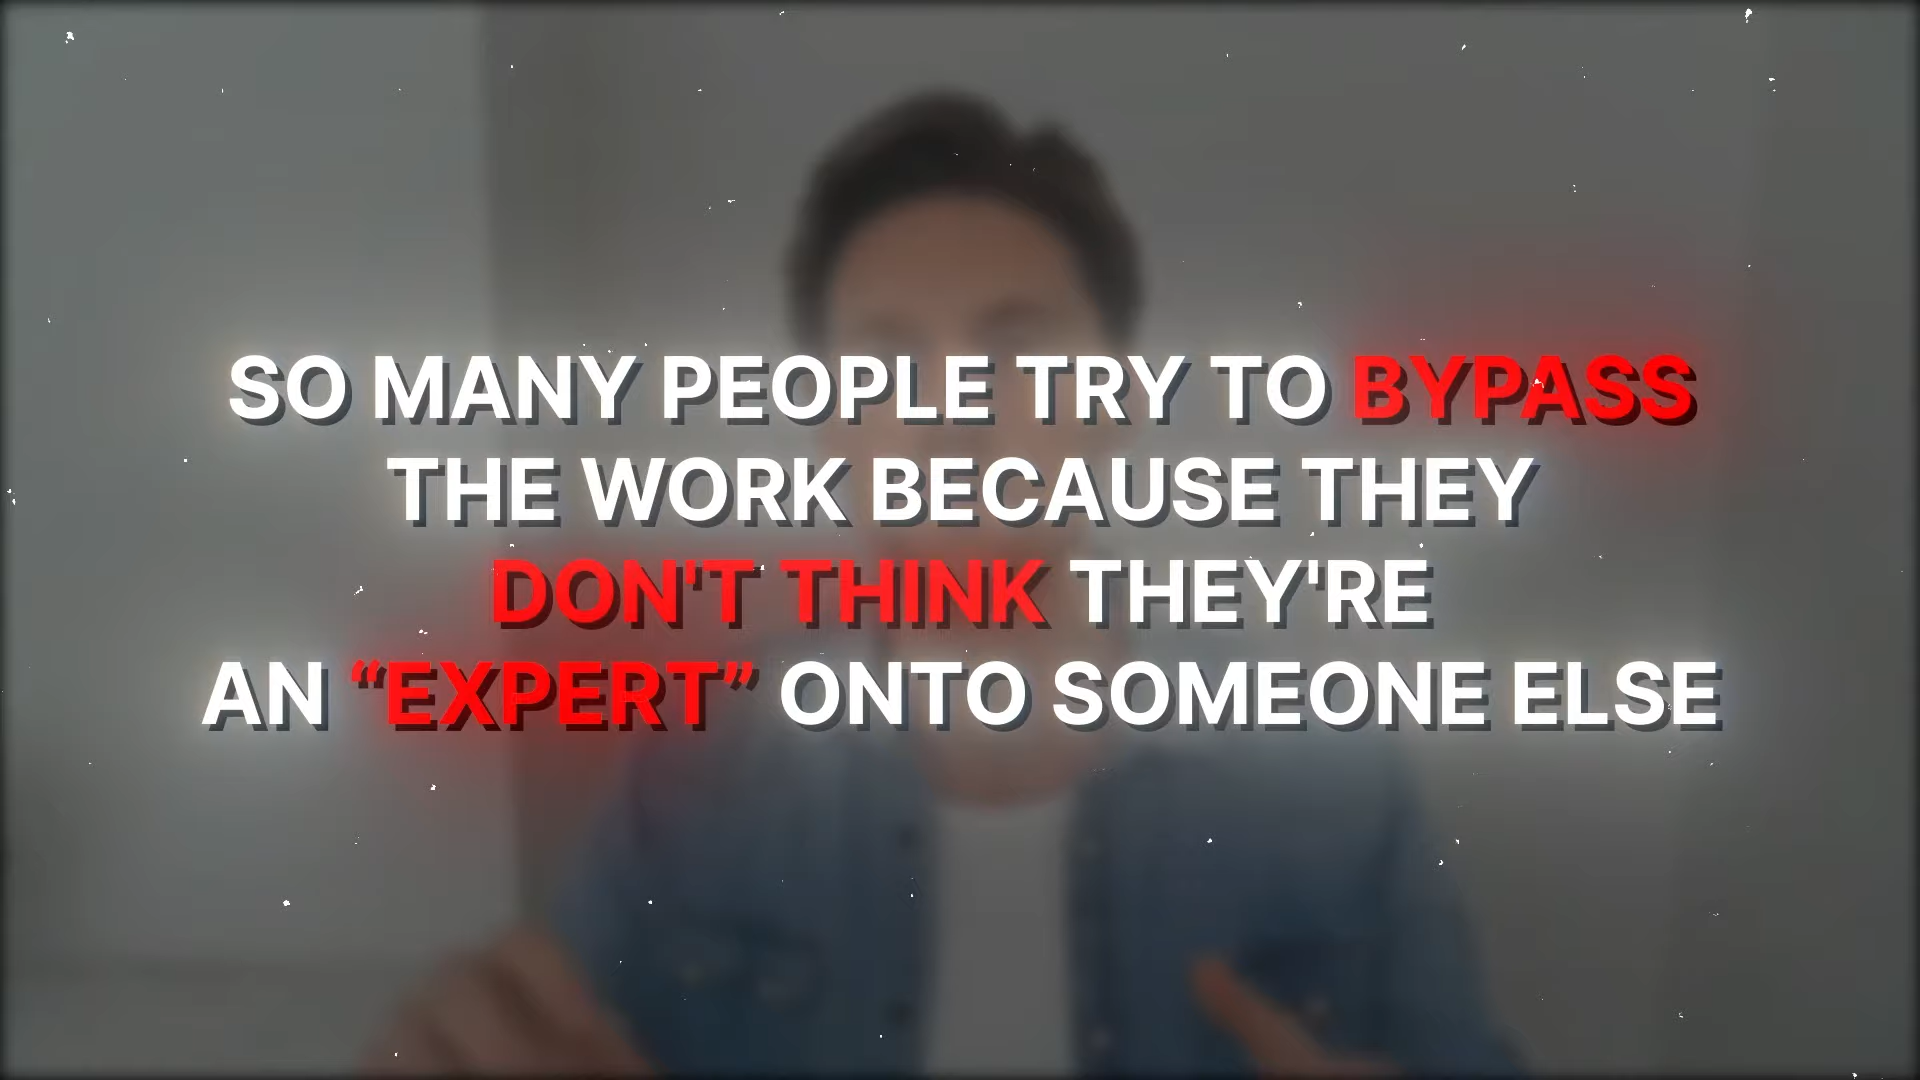 SO MANY PEOPLE TRY TO BYPASS
THE WORK BECAUSE THEY
DON'T THINK THEY'RE
AN “EXPERT” ONTO SOMEONE ELSE